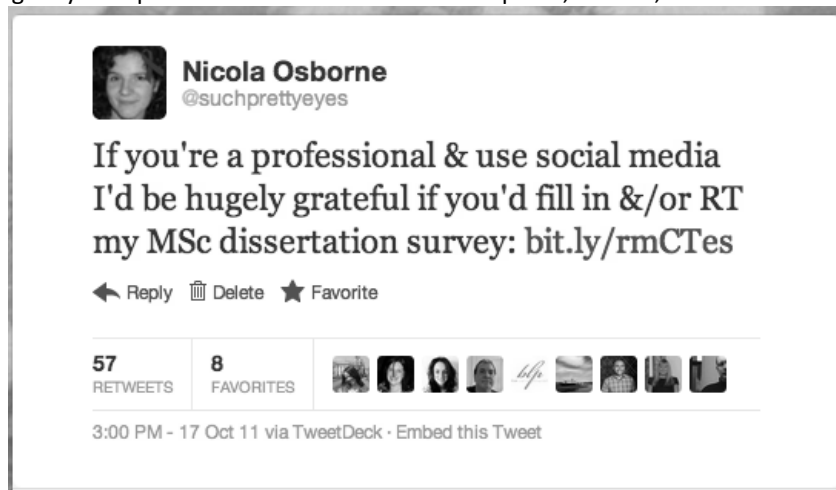 Nicola Osborne
@suchprettyeyes
If you're a professional & use social media
I'd be hugely grateful if you'd fill in &/or RT
my MSc dissertation survey: bit.ly/rmCTes
Reply Delete Favorite
57 8
RETWEETS FAVORITES
blp
3:00 PM - 17 Oct 11 via TweetDeck · Embed this Tweet